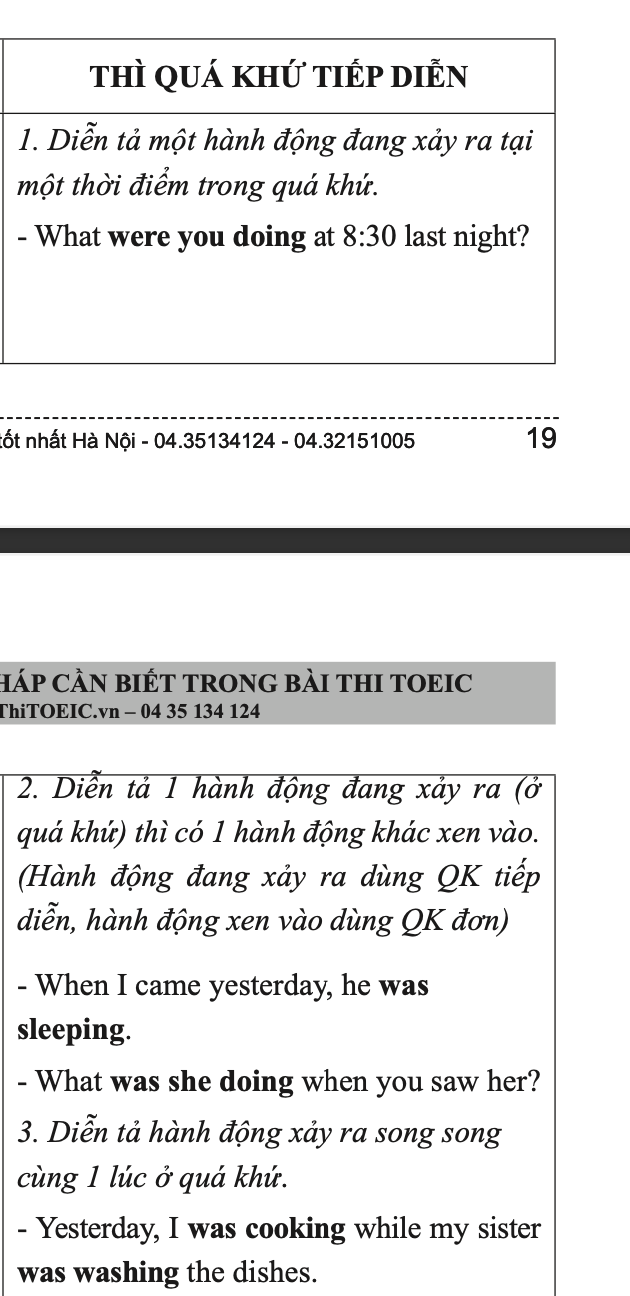 THÌ QUÁ KHỨ TIẾP DIỄN
1. Diễn tả một hành động đang xảy ra tại
một thời điểm trong quá khứ.
- What were you doing at 8:30 last night?
tốt nhất Hà Nội - 04.35134124 - 04.32151005 19
HÁP CẦN BIẾT TRONG BÀI THI TOEIC
ThiTOEIC.vn – 04 35 134 124
2. Diễn tả 1 hành động đang xảy ra (ở
quá khứ) thì có 1 hành động khác xen vào.
(Hành động đang xảy ra dùng QK tiếp
diễn, hành động xen vào dùng QK đơn)
- When I came yesterday, he was
sleeping.
- What was she doing when you saw her?
3. Diễn tả hành động xảy ra song song
cùng 1 lúc ở quá khứ.
- Yesterday, I was cooking while my sister
was washing the dishes.